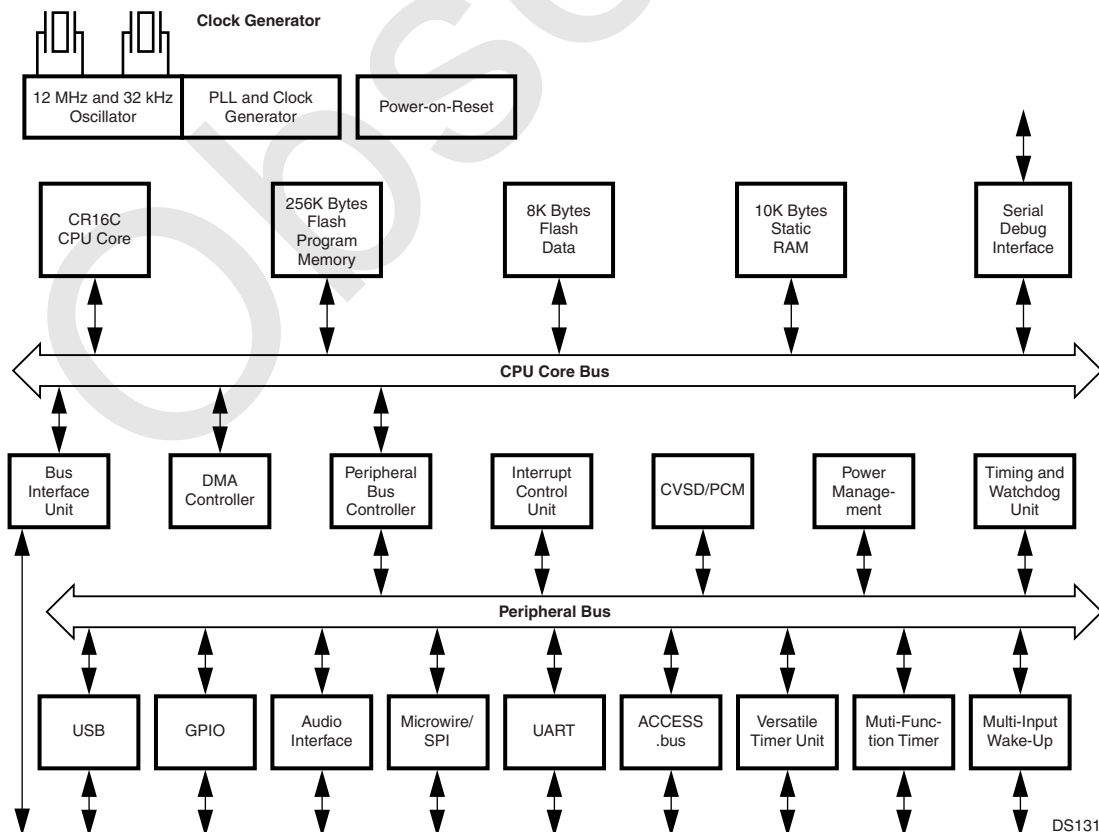 Clock Generator
12 MHz and 32 kHz
Oscillator
PLL and Clock
Generator
Power-on-Reset
CR16C
CPU Core
256K Bytes
Flash
Program
Memory
8K Bytes
Flash
Data
10K Bytes
Static
RAM
Serial
Debug
Interface
CPU Core Bus
Bus
Interface
Unit
DMA
Controller
Peripheral
Bus
Controller
Interrupt
Control
Unit
CVSD/PCM
Power
Manage-
ment
Timing and
Watchdog
Unit
Peripheral Bus
USB
GPIO
Audio
Interface
Microwire/
SPI
UART
ACCESS
.bus
Versatile
Timer Unit
Muti-Func-
tion Timer
Multi-Input
Wake-Up
DS131
Obs